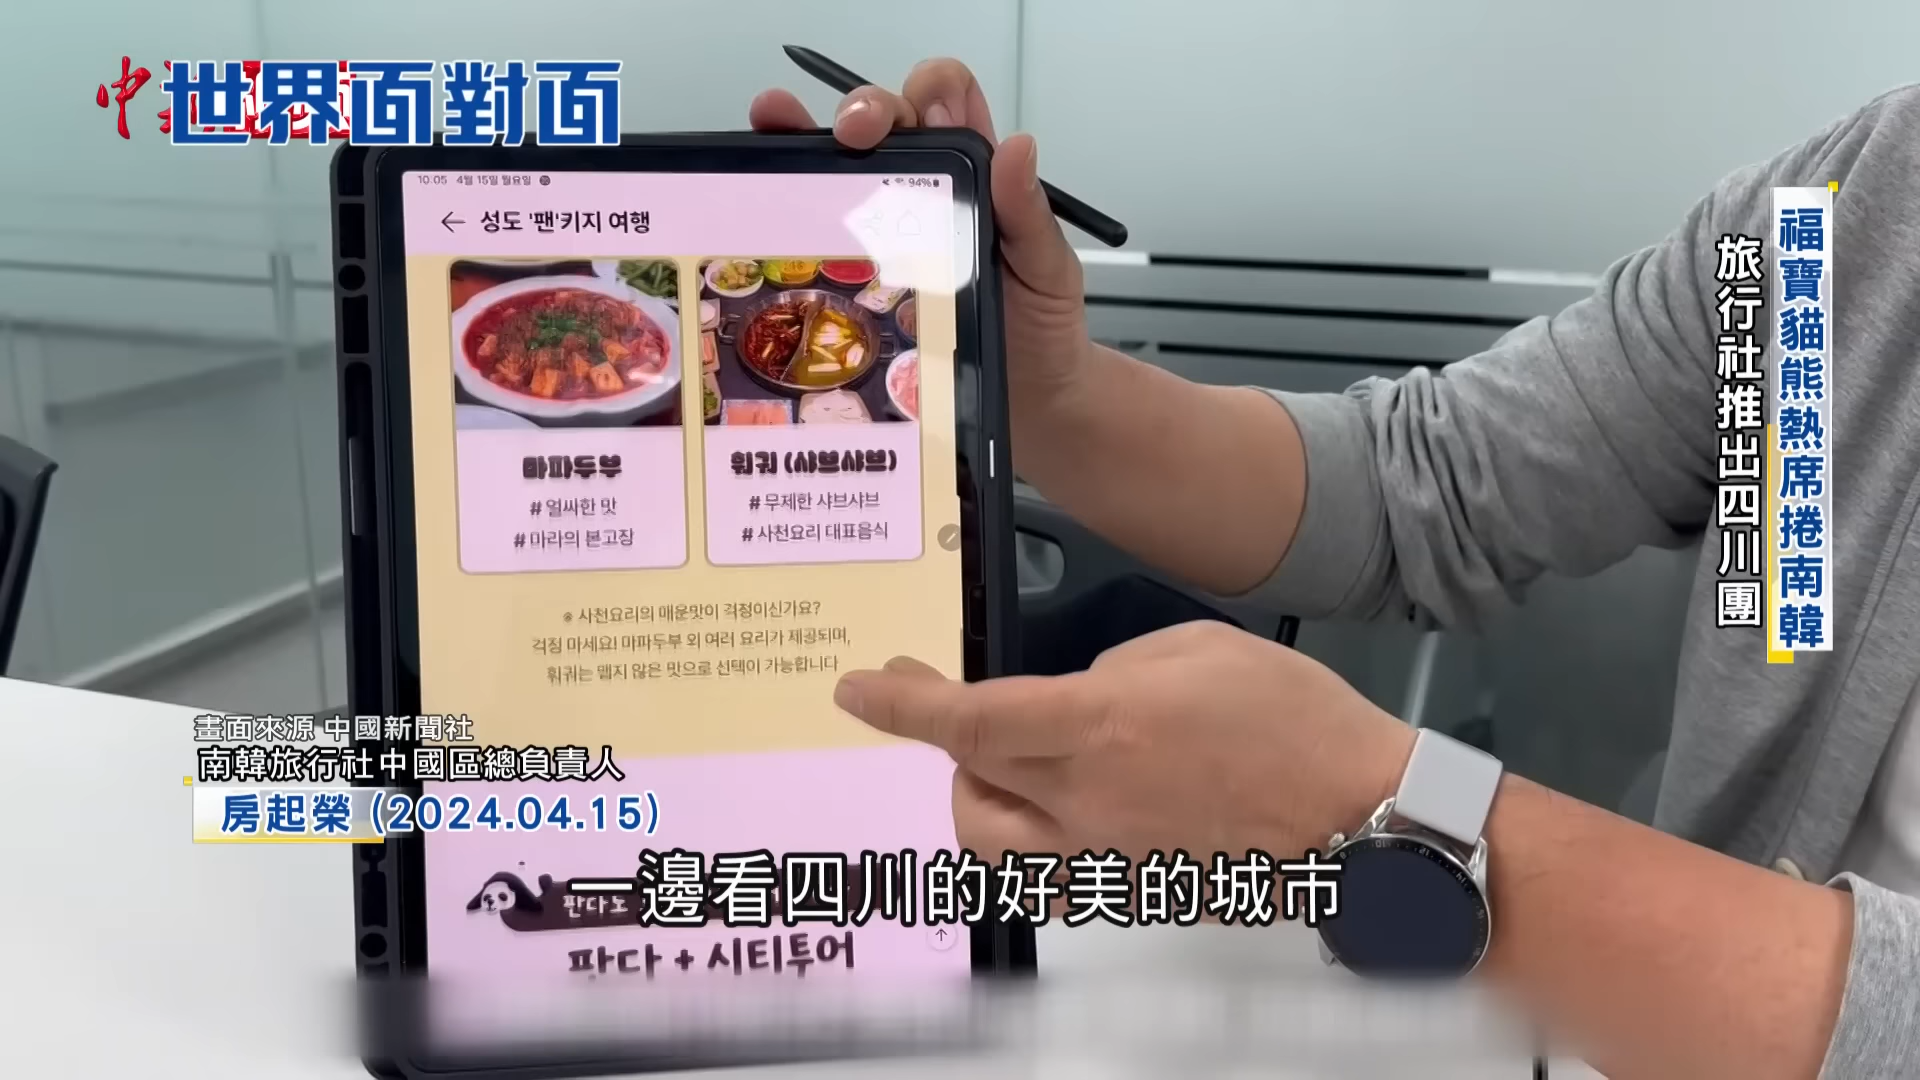 世界面對面
10:05 4월 15일 월요일
94%
← 성도 '팬'키지 여행
마파두부
# 얼싸한 맛
# 마라의 본고장
훠궈 (샤브샤브)
# 무제한 샤브샤브
# 사천요리 대표음식
※ 사천요리의 매운맛이 걱정이신가요?
걱정 마세요! 마파두부 외 여러 요리가 제공되며,
훠궈는 맵지 않은 맛으로 선택이 가능합니다
판다 + 시티투어
福寶貓熊熱席捲南韓
旅行社推出四川團
畫面來源 中國新聞社
南韓旅行社中國區總負責人
房起榮 (2024.04.15)
一邊看四川的好美的城市